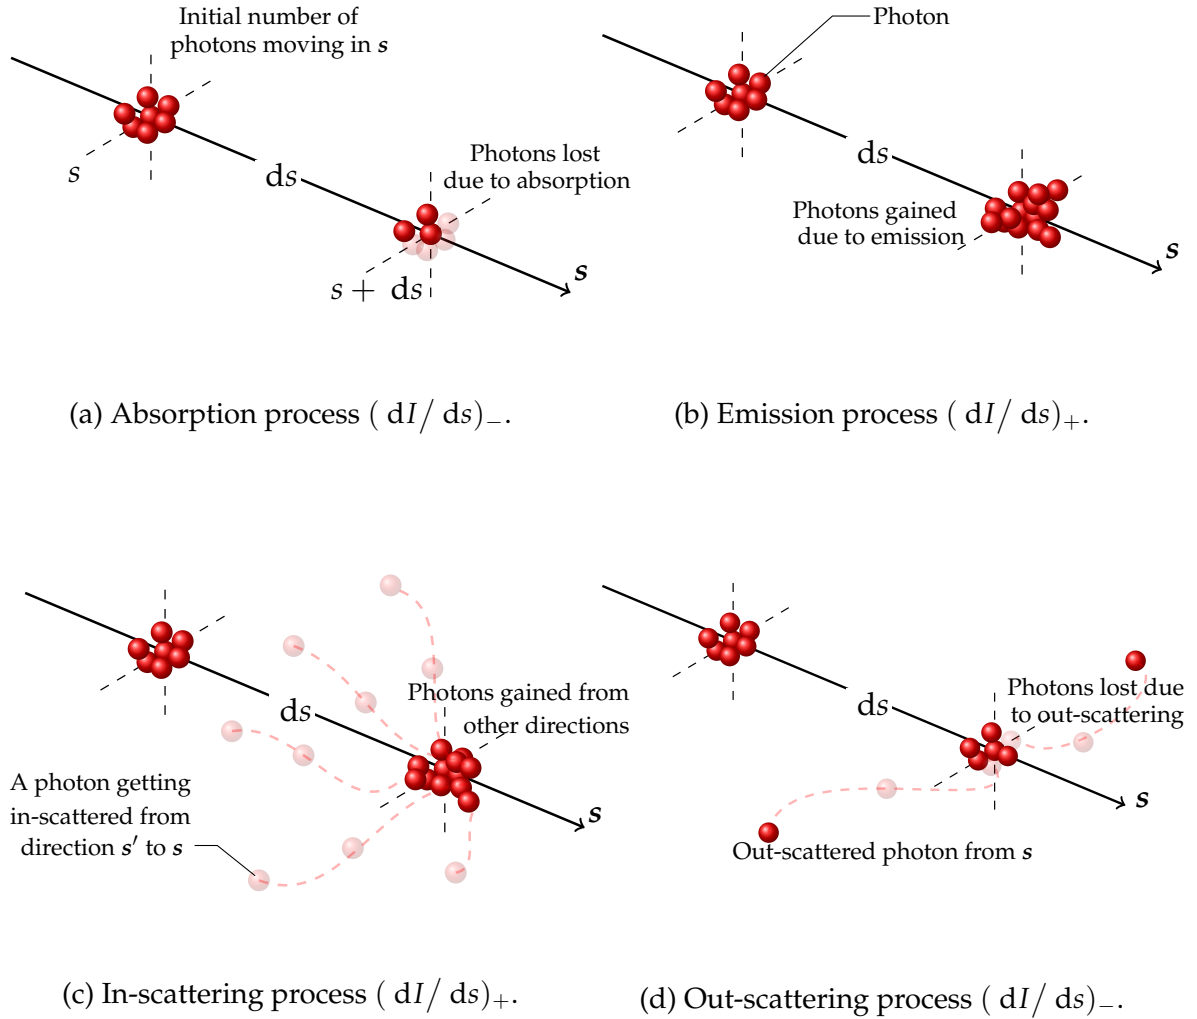 Initial number of
photons moving in s
s
ds
Photons lost
due to absorption
s + ds
s
(a) Absorption process ( dI/ ds)₋.
Photon
ds
Photons gained
due to emission
s
(b) Emission process ( dI/ ds)₊.
ds
Photons gained from
other directions
A photon getting
in-scattered from
direction s′ to s
s
(c) In-scattering process ( dI/ ds)₊.
ds
Photons lost due
to out-scattering
s
Out-scattered photon from s
(d) Out-scattering process ( dI/ ds)₋.